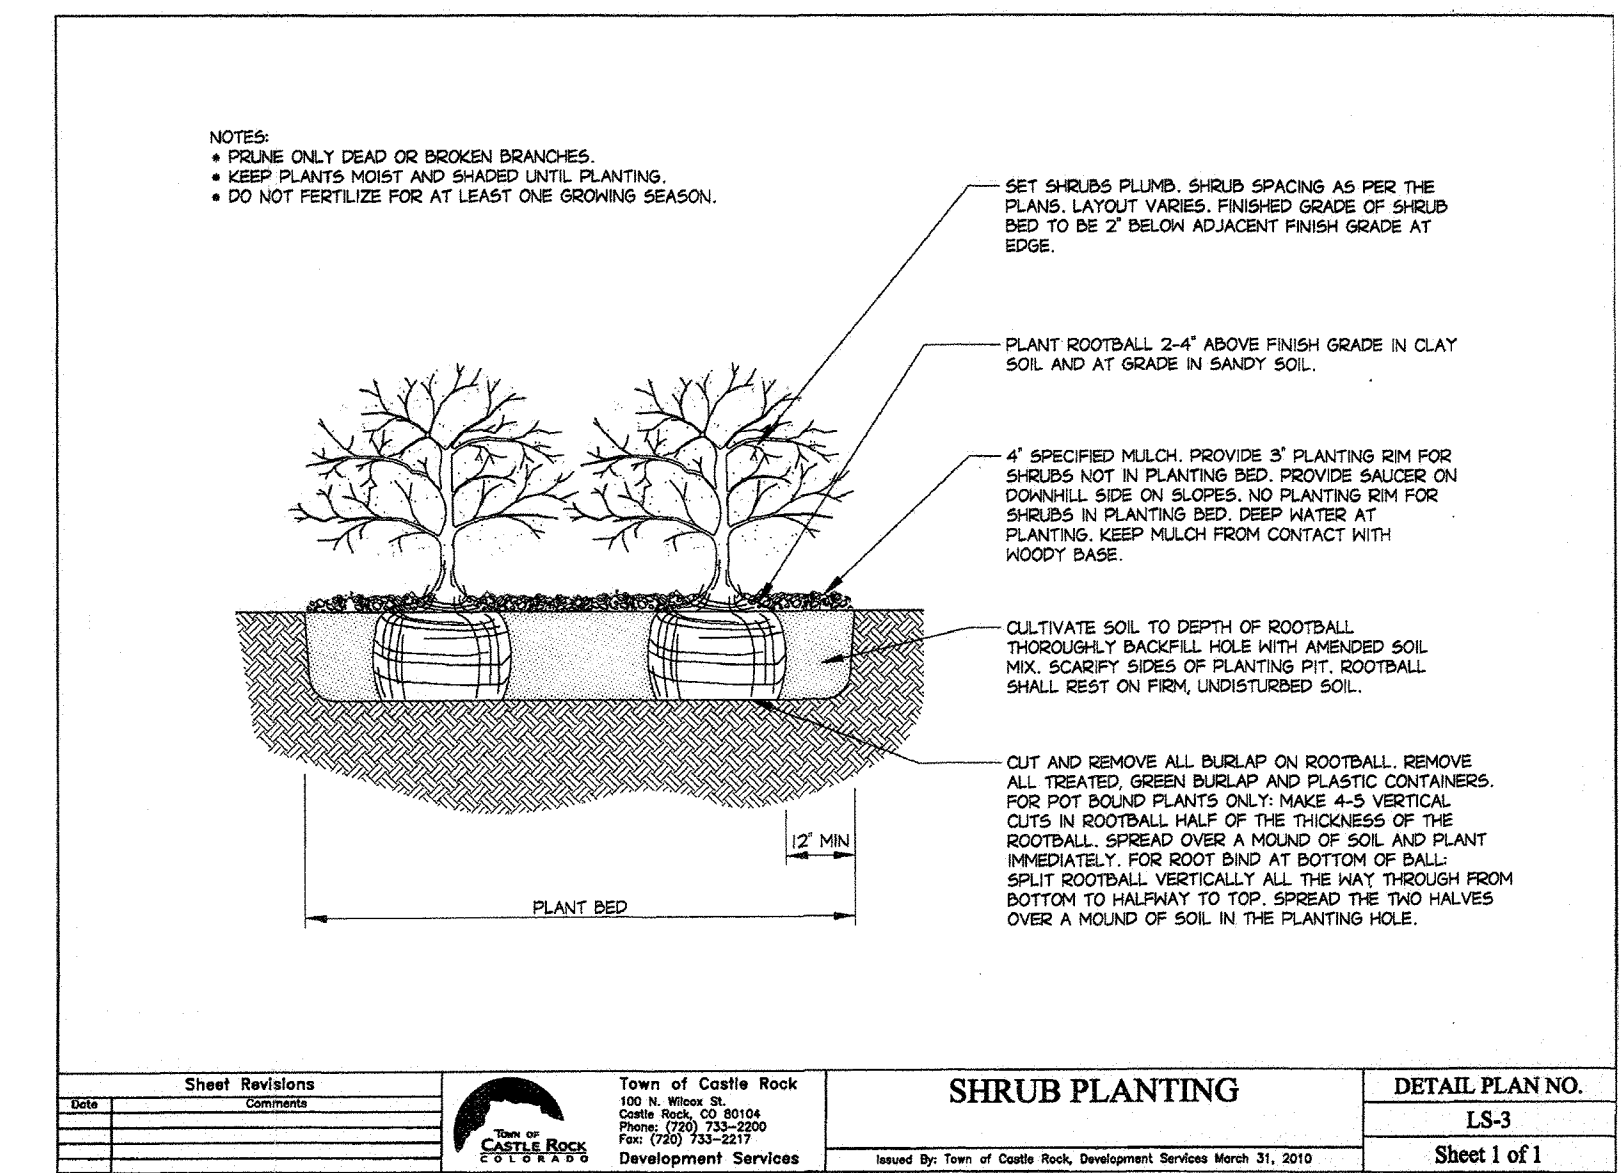 NOTES:
* PRUNE ONLY DEAD OR BROKEN BRANCHES.
* KEEP PLANTS MOIST AND SHADED UNTIL PLANTING.
* DO NOT FERTILIZE FOR AT LEAST ONE GROWING SEASON.
SET SHRUBS PLUMB. SHRUB SPACING AS PER THE
PLANS. LAYOUT VARIES. FINISHED GRADE OF SHRUB
BED TO BE 2" BELOW ADJACENT FINISH GRADE AT
EDGE.
PLANT ROOTBALL 2-4" ABOVE FINISH GRADE IN CLAY
SOIL AND AT GRADE IN SANDY SOIL.
4" SPECIFIED MULCH. PROVIDE 3" PLANTING RIM FOR
SHRUBS NOT IN PLANTING BED. PROVIDE SAUCER ON
DOWNHILL SIDE ON SLOPES. NO PLANTING RIM FOR
SHRUBS IN PLANTING BED. DEEP WATER AT
PLANTING. KEEP MULCH FROM CONTACT WITH
WOODY BASE.
CULTIVATE SOIL TO DEPTH OF ROOTBALL
THOROUGHLY BACKFILL HOLE WITH AMENDED SOIL
MIX. SCARIFY SIDES OF PLANTING PIT. ROOTBALL
SHALL REST ON FIRM, UNDISTURBED SOIL.
CUT AND REMOVE ALL BURLAP ON ROOTBALL. REMOVE
ALL TREATED, GREEN BURLAP AND PLASTIC CONTAINERS.
FOR POT BOUND PLANTS ONLY: MAKE 4-5 VERTICAL
CUTS IN ROOTBALL HALF OF THE THICKNESS OF THE
ROOTBALL. SPREAD OVER A MOUND OF SOIL AND PLANT
IMMEDIATELY. FOR ROOT BIND AT BOTTOM OF BALL:
SPLIT ROOTBALL VERTICALLY ALL THE WAY THROUGH FROM
BOTTOM TO HALFWAY TO TOP. SPREAD THE TWO HALVES
OVER A MOUND OF SOIL IN THE PLANTING HOLE.
12" MIN
PLANT BED
Sheet Revisions
Date Comments
TOWN OF
CASTLE ROCK
COLORADO
Town of Castle Rock
100 N. Wilcox St.
Castle Rock, CO 80104
Phone: (720) 733-2200
Fax: (720) 733-2217
Development Services
SHRUB PLANTING
Issued By: Town of Castle Rock, Development Services March 31, 2010
DETAIL PLAN NO.
LS-3
Sheet 1 of 1